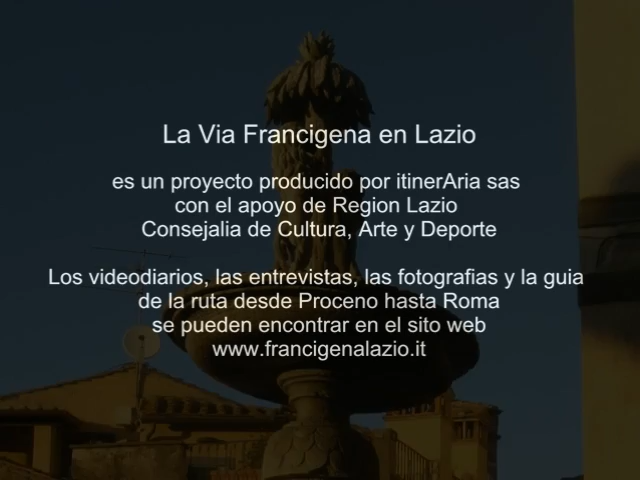 La Via Francigena en Lazio
es un proyecto producido por itinerAria sas
con el apoyo de Region Lazio
Consejalia de Cultura, Arte y Deporte
Los videodiarios, las entrevistas, las fotografias y la guia
de la ruta desde Proceno hasta Roma
se pueden encontrar en el sito web
www.francigenalazio.it